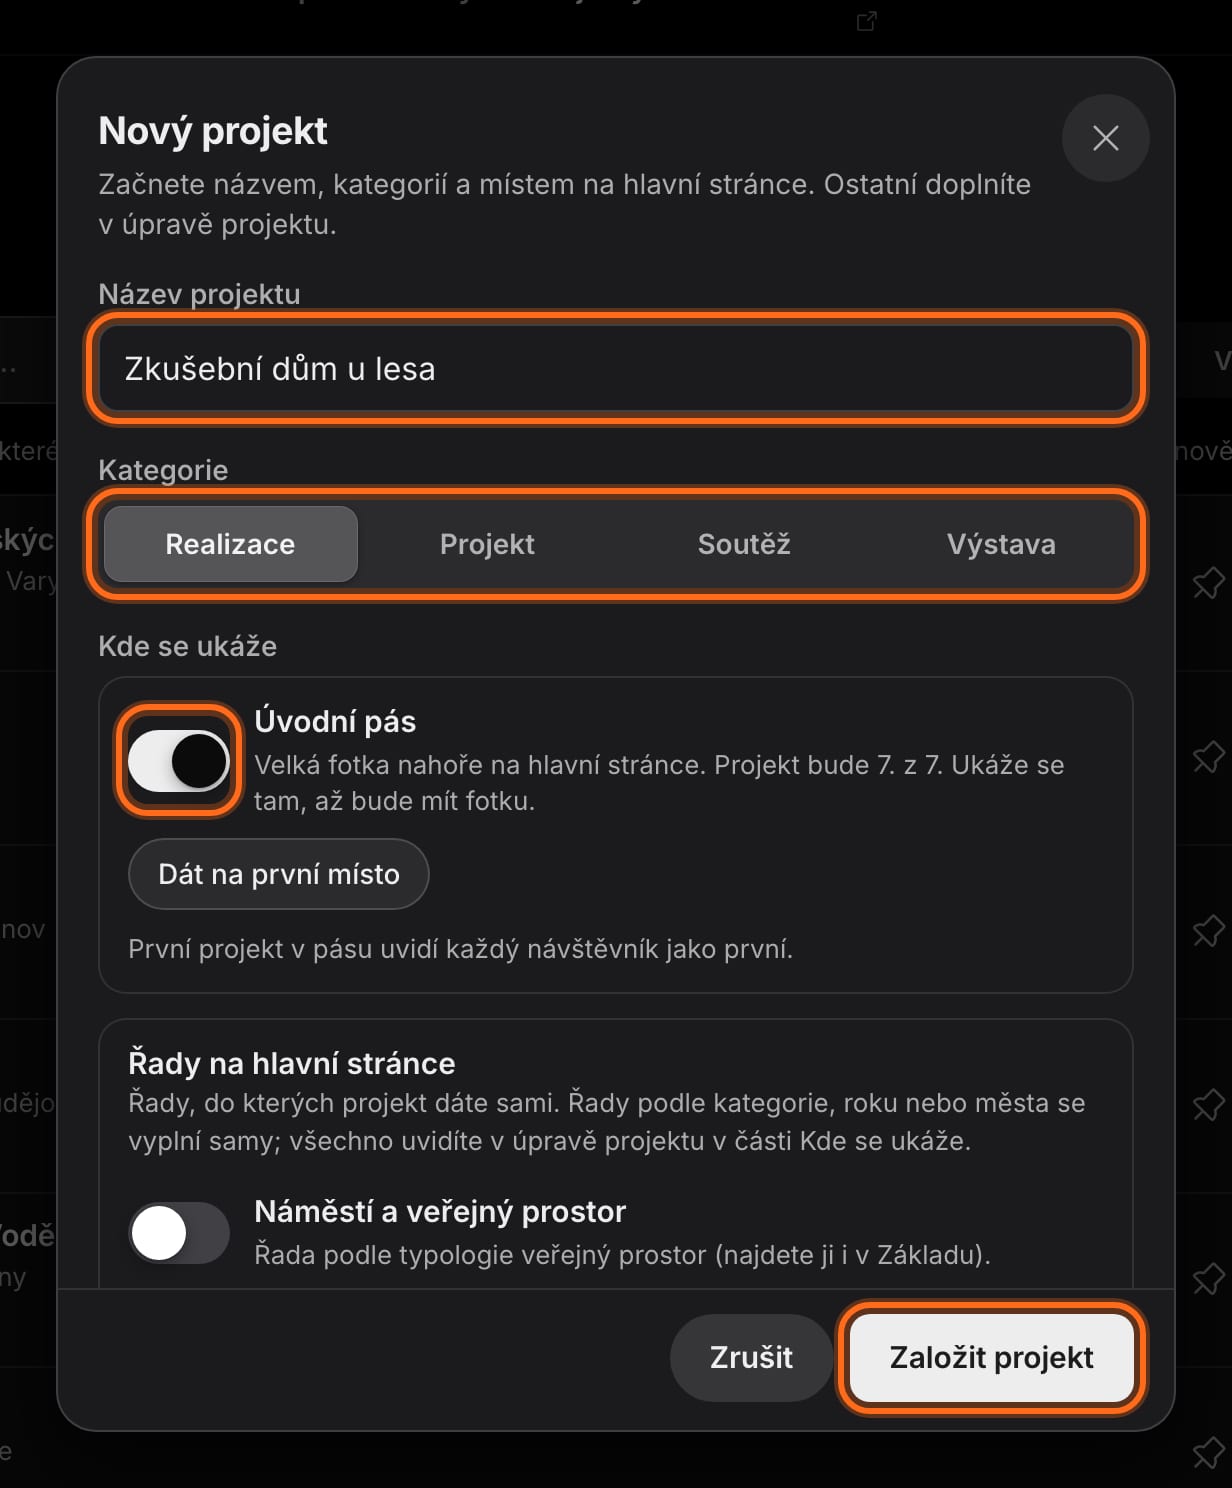 Nový projekt
Začnete názvem, kategorií a místem na hlavní stránce. Ostatní doplníte
v úpravě projektu.
Název projektu
Zkušební dům u lesa
Kategorie
Realizace Projekt Soutěž Výstava
Kde se ukáže
Úvodní pás
Velká fotka nahoře na hlavní stránce. Projekt bude 7. z 7. Ukáže se
tam, až bude mít fotku.
Dát na první místo
První projekt v pásu uvidí každý návštěvník jako první.
Řady na hlavní stránce
Řady, do kterých projekt dáte sami. Řady podle kategorie, roku nebo města se
vyplní samy; všechno uvidíte v úpravě projektu v části Kde se ukáže.
Náměstí a veřejný prostor
Řada podle typologie veřejný prostor (najdete ji i v Základu).
Zrušit Založit projekt